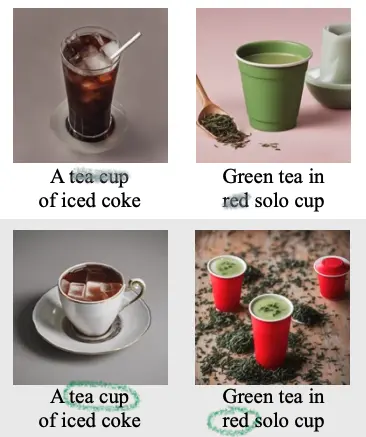 A tea cup
of iced coke
Green tea in
red solo cup
A tea cup
of iced coke
Green tea in
red solo cup